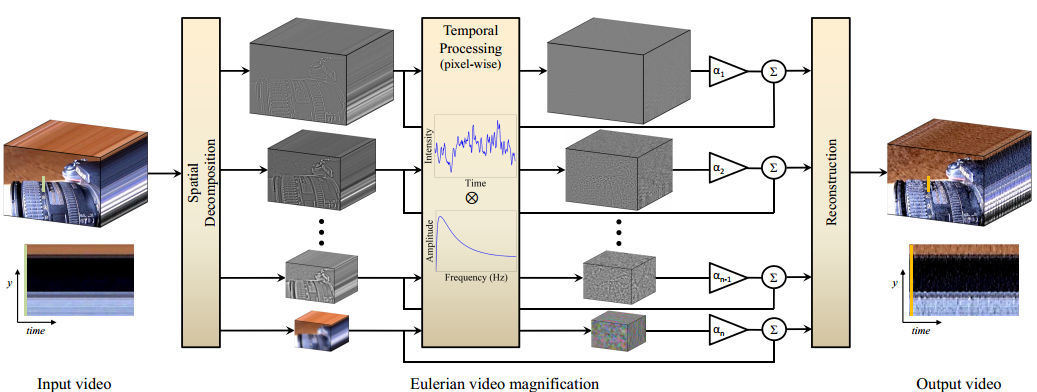 Temporal
Processing
(pixel-wise)
Intensity
Time
⊗
Amplitude
Frequency (Hz)
Spatial
Decomposition
α1
Σ
α2
Σ
αn-1
Σ
αn
Σ
Reconstruction
y
time
y
time
Input video
Eulerian video magnification
Output video